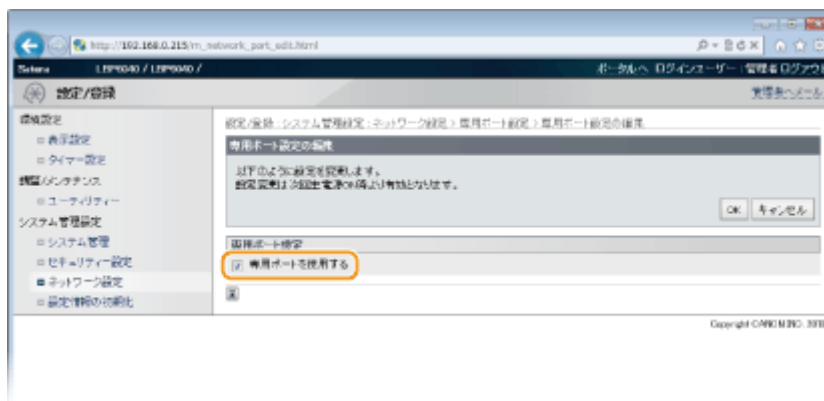 http://192.168.0.215/m_network_port_edit.html
Satera LBP6040 / LBP6040 / ポータルへ ログインユーザー: 管理者 ログアウト
設定/登録 管理者へメール
環境設定
表示設定
タイマー設定
調整/メンテナンス
ユーティリティー
システム管理設定
システム管理
セキュリティー設定
ネットワーク設定
設定情報の初期化
設定/登録 : システム管理設定 : ネットワーク設定 > 専用ポート設定 > 専用ポート設定の編集
専用ポート設定の編集
以下のように設定を変更します。
設定変更は次回主電源ON時より有効となります。
OK キャンセル
専用ポート設定
専用ポートを使用する
Copyright CANON INC. 201